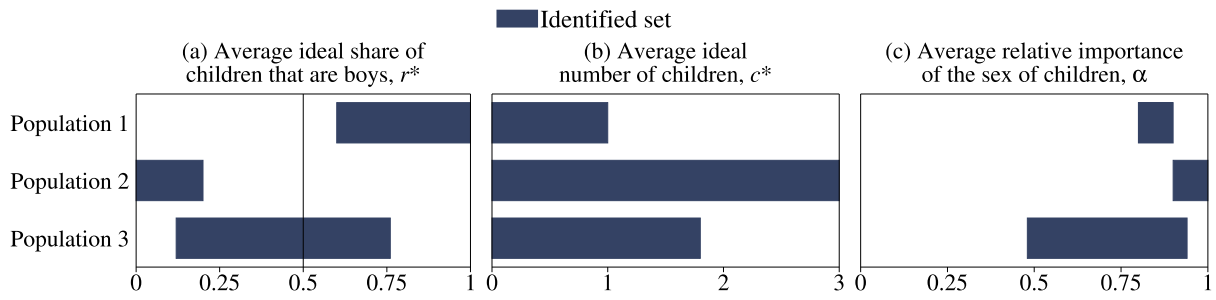 Identified set
(a) Average ideal share of
children that are boys, r*
(b) Average ideal
number of children, c*
(c) Average relative importance
of the sex of children, α
Population 1
Population 2
Population 3
0 0.25 0.5 0.75 1
0 1 2 3
0 0.25 0.5 0.75 1